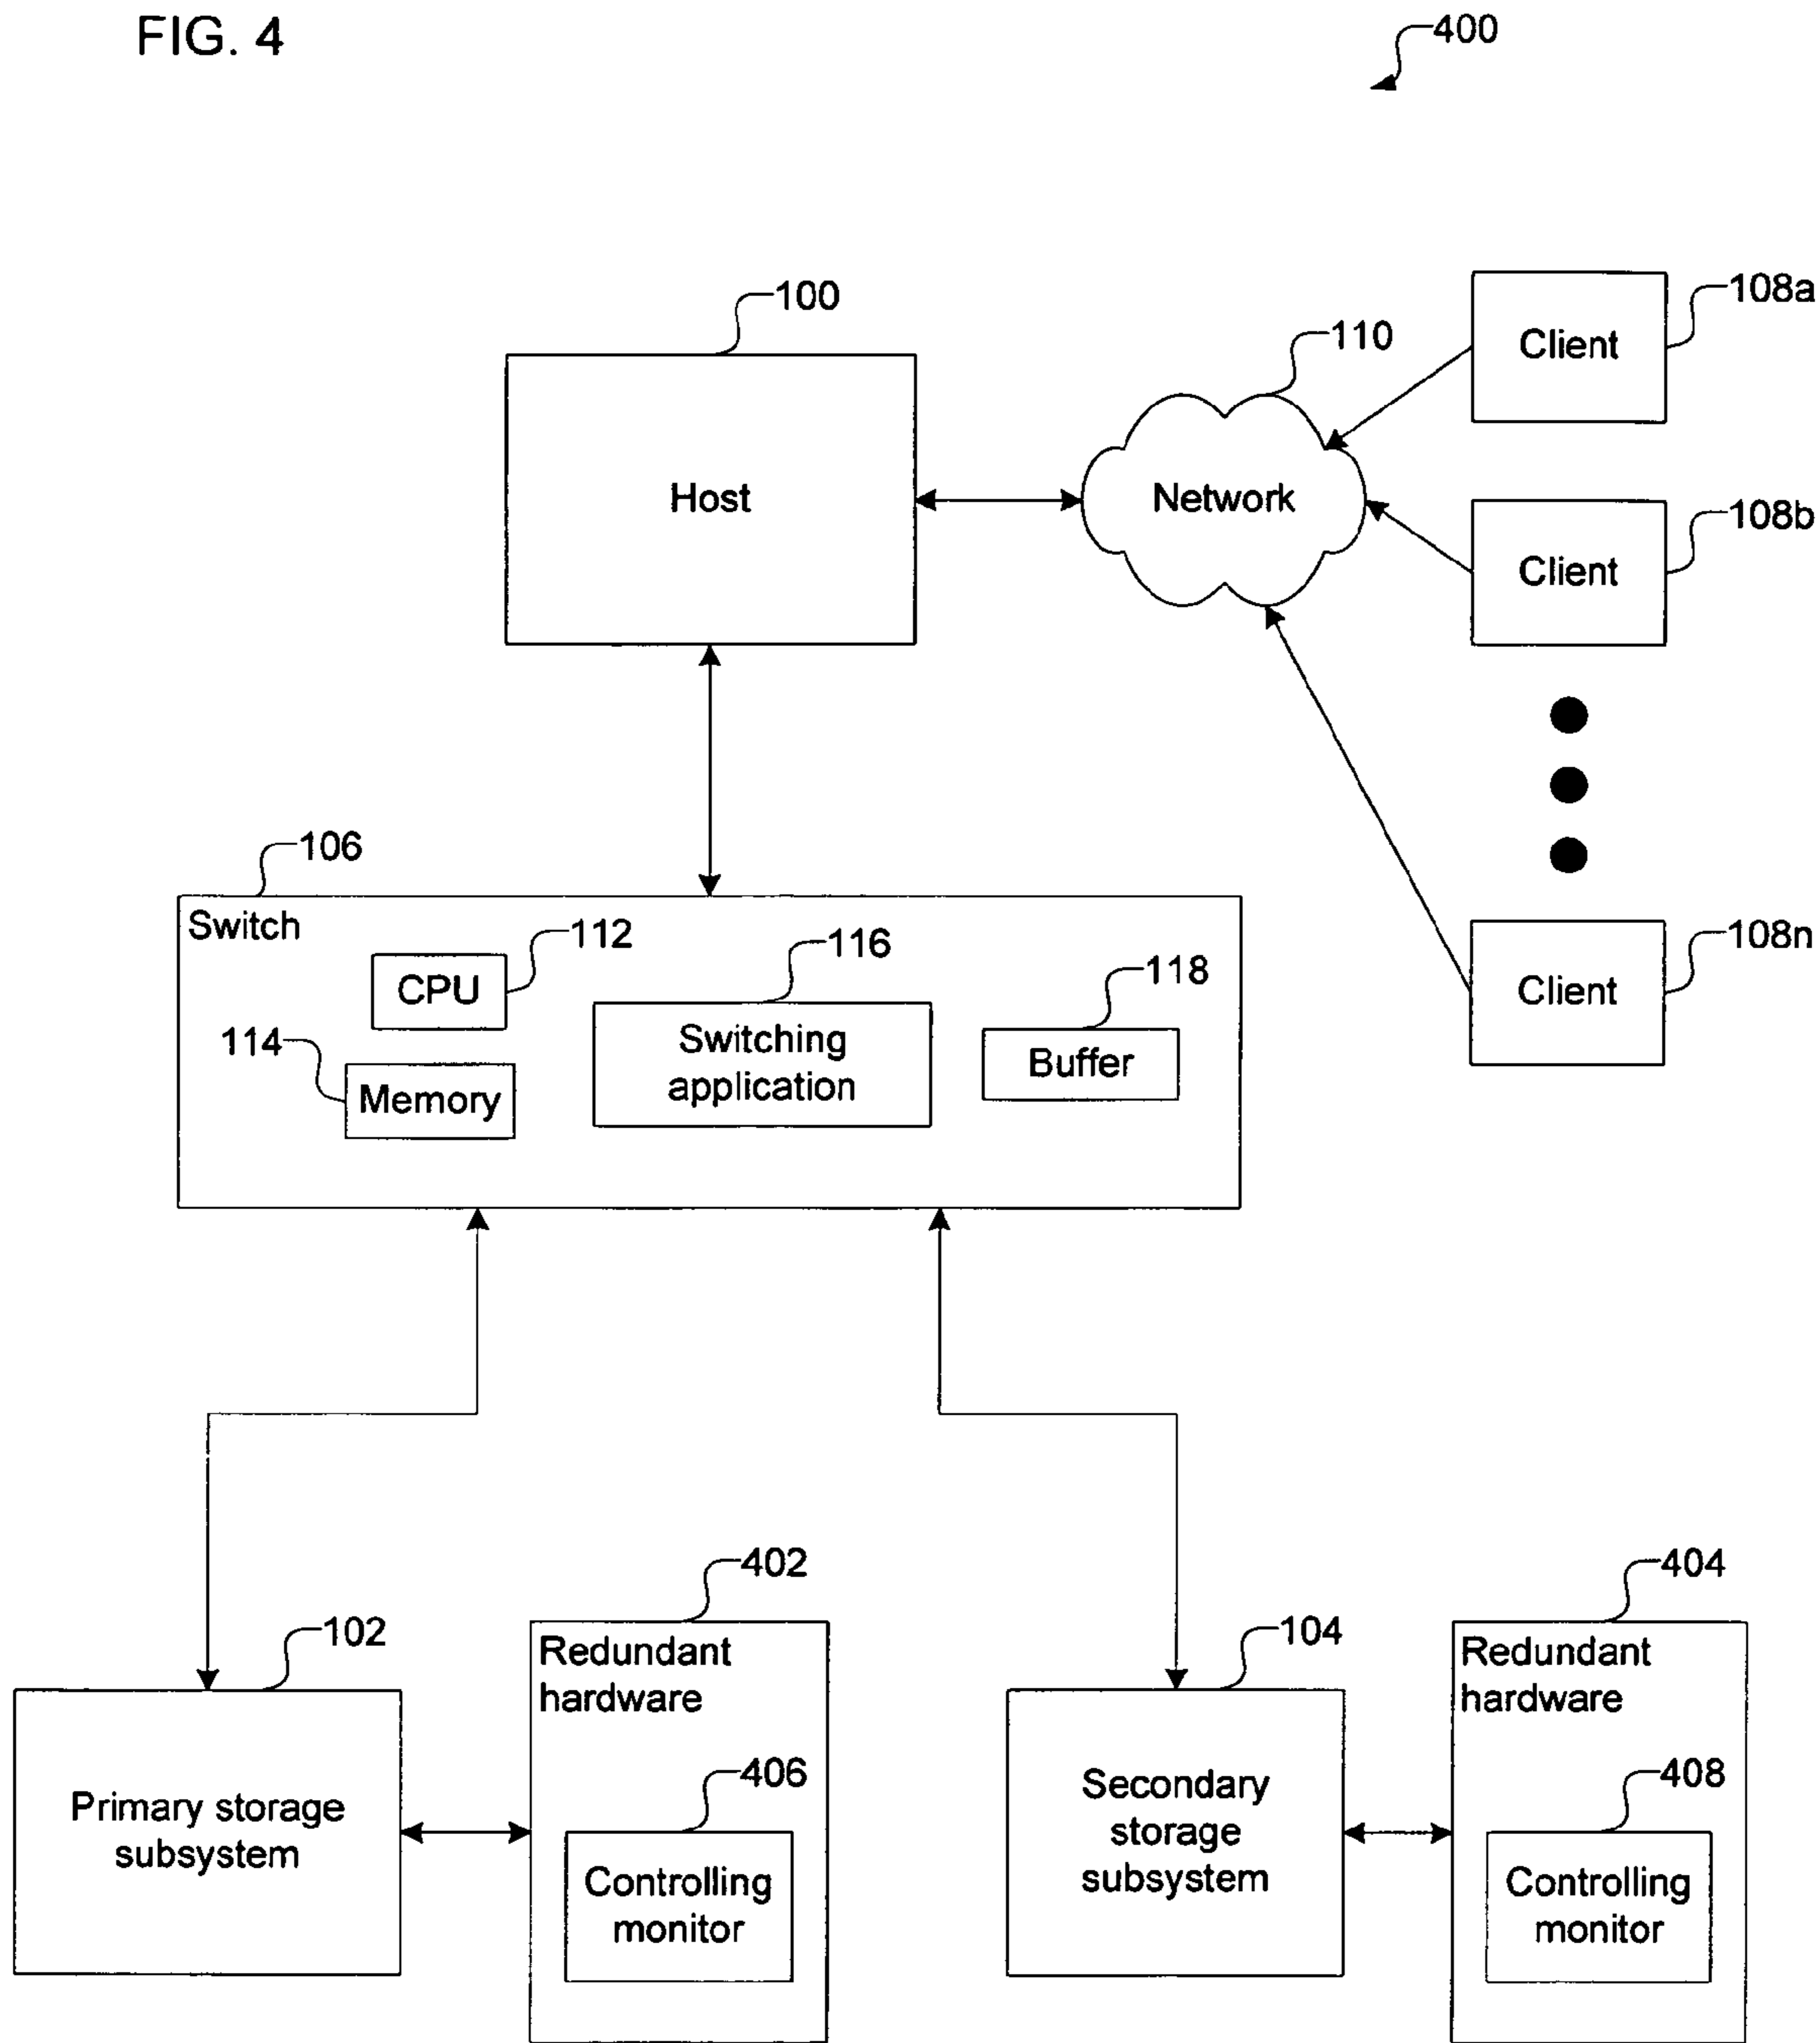 FIG. 4
400
100
110
108a
Client
Host
Network
108b
Client
106
Switch
112
CPU
116
Switching
application
118
Buffer
114
Memory
108n
Client
402
Redundant
hardware
404
Redundant
hardware
102
Primary storage
subsystem
406
Controlling
monitor
104
Secondary
storage
subsystem
408
Controlling
monitor